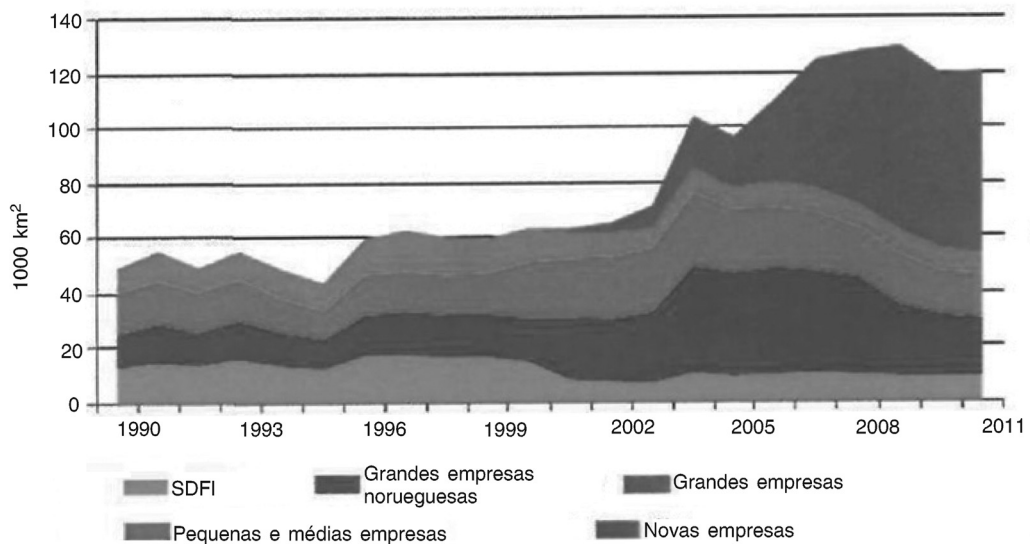 140
120
100
80
60
40
20
0
1000 km²
1990 1993 1996 1999 2002 2005 2008 2011
SDFI
Grandes empresas
norueguesas
Grandes empresas
Pequenas e médias empresas
Novas empresas